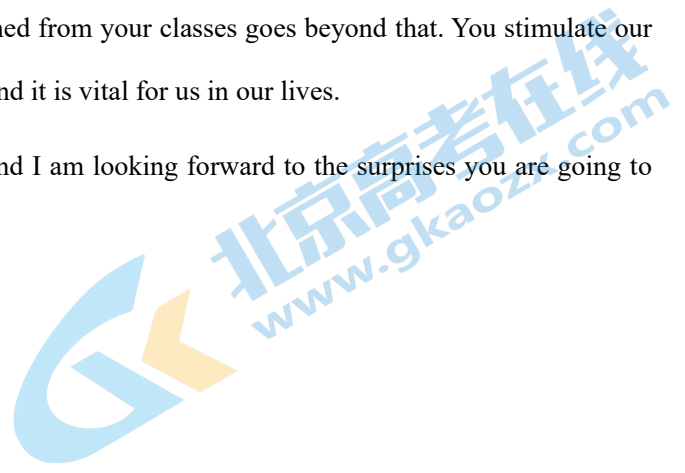 ned from your classes goes beyond that. You stimulate our
nd it is vital for us in our lives.
nd I am looking forward to the surprises you are going to
北京高考在线
www.gkaozx.com